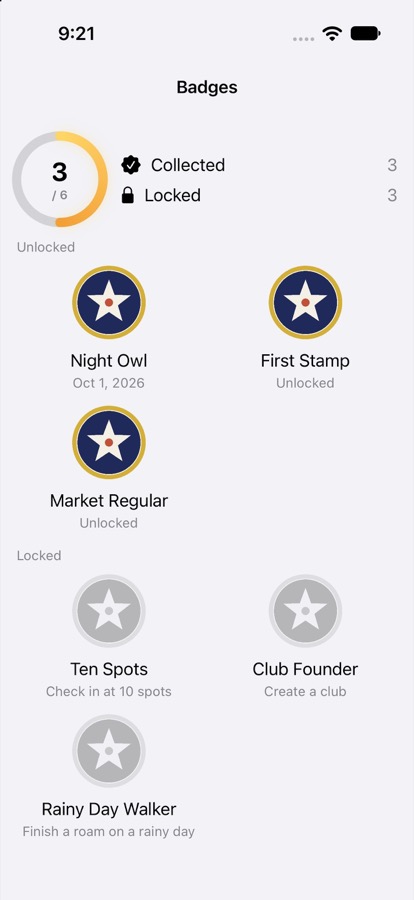 9:21
Badges
3
/ 6
Collected 3
Locked 3
Unlocked
Night Owl
Oct 1, 2026
First Stamp
Unlocked
Market Regular
Unlocked
Locked
Ten Spots
Check in at 10 spots
Club Founder
Create a club
Rainy Day Walker
Finish a roam on a rainy day